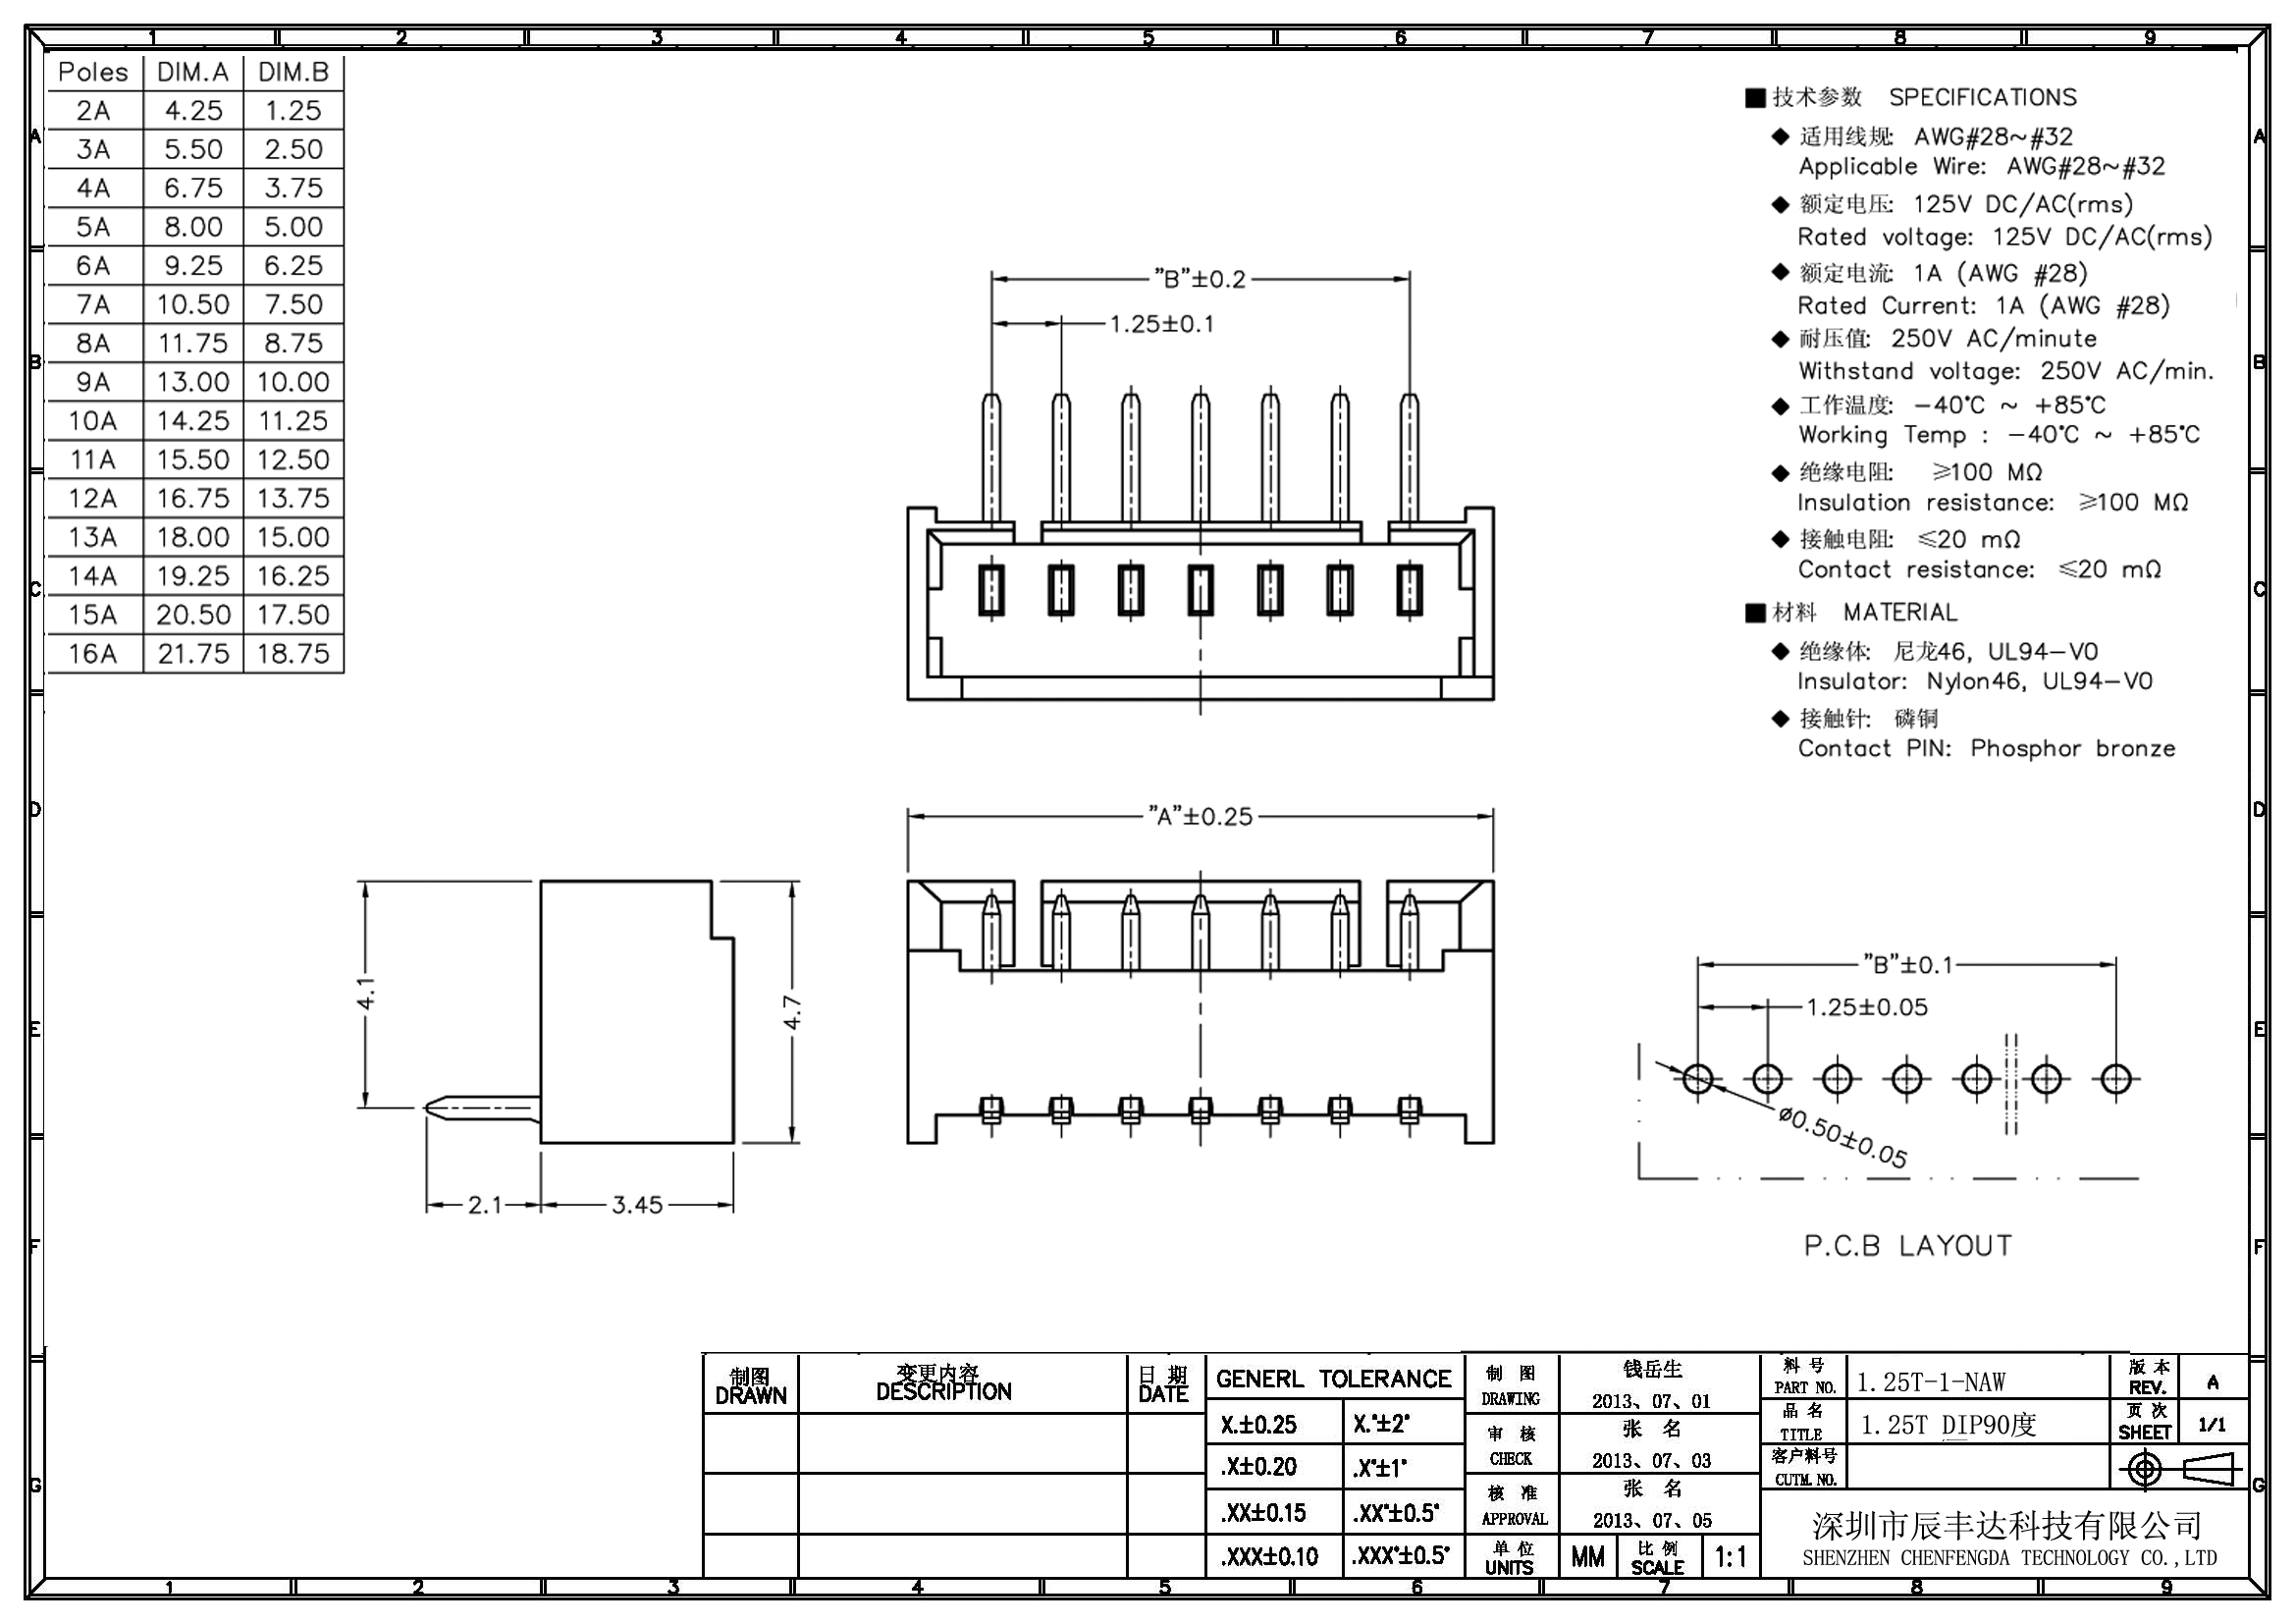 1 2 3 4 5 6 7 8 9
A
B
C
D
E
F
G
A
B
C
D
E
F
G
Poles DIM.A DIM.B
2A 4.25 1.25
3A 5.50 2.50
4A 6.75 3.75
5A 8.00 5.00
6A 9.25 6.25
7A 10.50 7.50
8A 11.75 8.75
9A 13.00 10.00
10A 14.25 11.25
11A 15.50 12.50
12A 16.75 13.75
13A 18.00 15.00
14A 19.25 16.25
15A 20.50 17.50
16A 21.75 18.75
"B"±0.2
1.25±0.1
■ 技术参数 SPECIFICATIONS
◆ 适用线规: AWG#28~#32
Applicable Wire: AWG#28~#32
◆ 额定电压: 125V DC/AC(rms)
Rated voltage: 125V DC/AC(rms)
◆ 额定电流: 1A (AWG #28)
Rated Current: 1A (AWG #28)
◆ 耐压值: 250V AC/minute
Withstand voltage: 250V AC/min.
◆ 工作温度: -40℃ ~ +85℃
Working Temp : -40℃ ~ +85℃
◆ 绝缘电阻: ≥100 MΩ
Insulation resistance: ≥100 MΩ
◆ 接触电阻: ≤20 mΩ
Contact resistance: ≤20 mΩ
■ 材料 MATERIAL
◆ 绝缘体: 尼龙46, UL94-V0
Insulator: Nylon46, UL94-V0
◆ 接触针: 磷铜
Contact PIN: Phosphor bronze
"A"±0.25
4.1
4.7
2.1
3.45
"B"±0.1
1.25±0.05
ø0.50±0.05
P.C.B LAYOUT
制图 DRAWN
变更内容 DESCRIPTION
日期 DATE
GENERL TOLERANCE
X.±0.25 X.°±2°
.X±0.20 .X°±1°
.XX±0.15 .XX°±0.5°
.XXX±0.10 .XXX°±0.5°
制图 DRAWING 钱岳生 2013、07、01
审核 CHECK 张名 2013、07、03
核准 APPROVAL 张名 2013、07、05
单位 UNITS MM 比例 SCALE 1:1
料号 PART NO. 1.25T-1-NAW
版本 REV. A
品名 TITLE 1.25T DIP90度
页次 SHEET 1/1
客户料号 CUTM. NO.
深圳市辰丰达科技有限公司
SHENZHEN CHENFENGDA TECHNOLOGY CO.,LTD
1 2 3 4 5 6 7 8 9